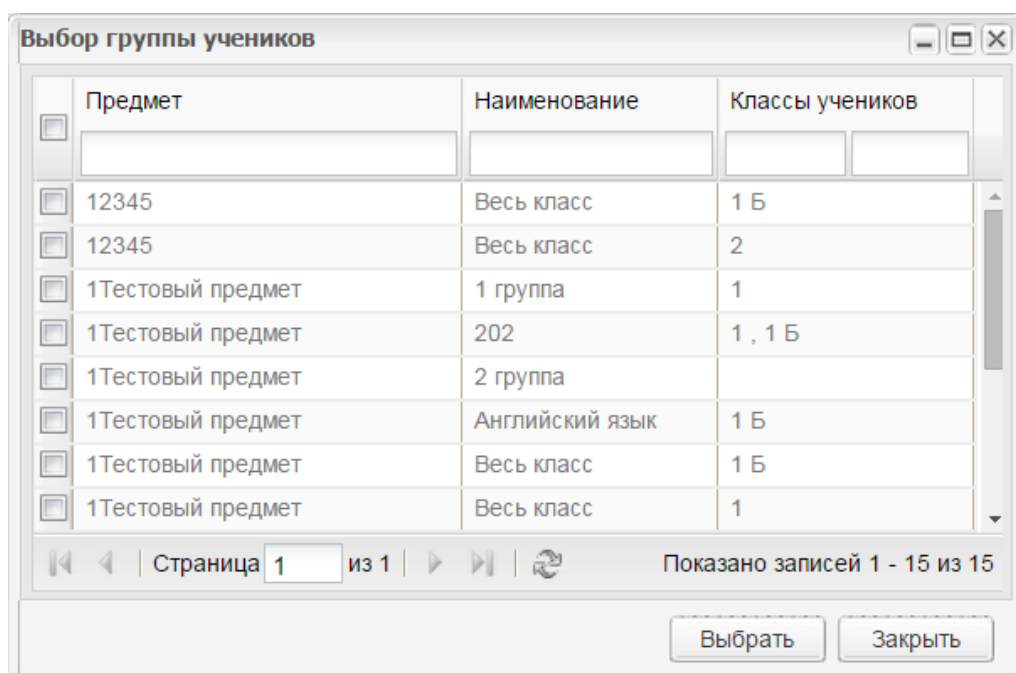 Выбор группы учеников
Предмет Наименование Классы учеников
12345 Весь класс 1 Б
12345 Весь класс 2
1Тестовый предмет 1 группа 1
1Тестовый предмет 202 1 , 1 Б
1Тестовый предмет 2 группа
1Тестовый предмет Английский язык 1 Б
1Тестовый предмет Весь класс 1 Б
1Тестовый предмет Весь класс 1
Страница 1 из 1 Показано записей 1 - 15 из 15
Выбрать Закрыть